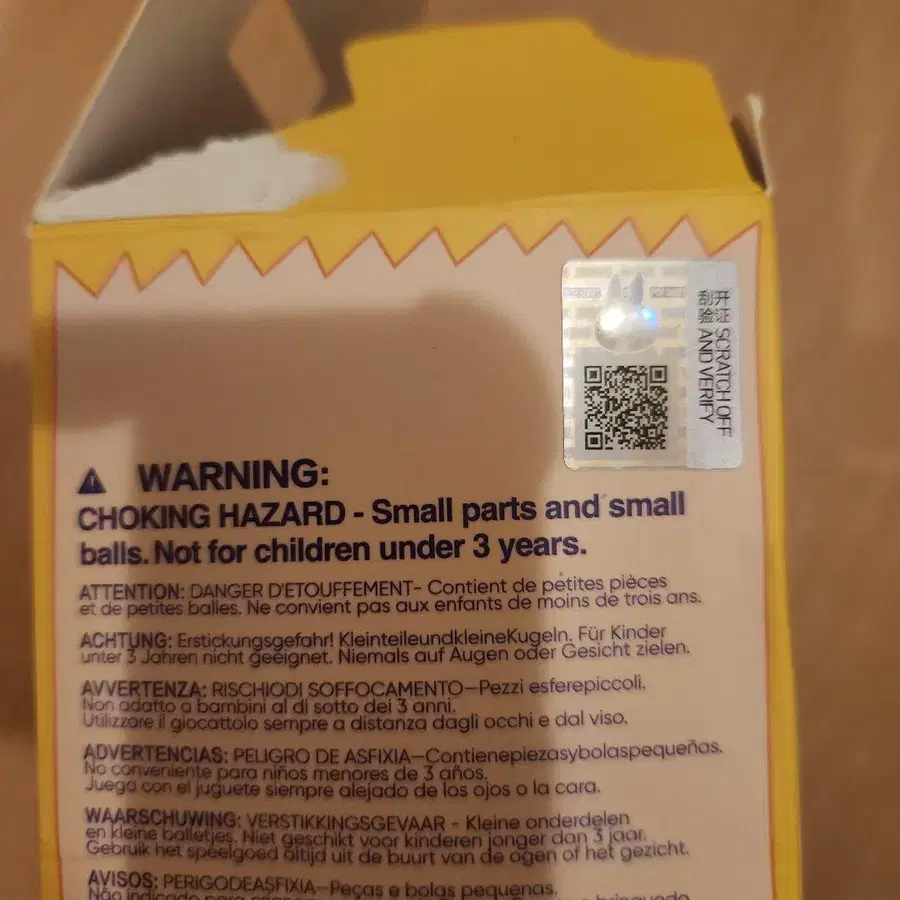 开 证 SCRATCH OFF
刮 验 AND VERIFY
WARNING:
CHOKING HAZARD - Small parts and small
balls. Not for children under 3 years.
ATTENTION: DANGER D'ETOUFFEMENT- Contient de petites pièces
et de petites balles. Ne convient pas aux enfants de moins de trois ans.
ACHTUNG: Erstickungsgefahr! KleinteileundkleineKugeln. Für Kinder
unter 3 Jahren nicht geeignet. Niemals auf Augen oder Gesicht zielen.
AVVERTENZA: RISCHIODI SOFFOCAMENTO—Pezzi esferepiccoli.
Non adatto a bambini al di sotto dei 3 anni.
Utilizzare il giocattolo sempre a distanza dagli occhi e dal viso.
ADVERTENCIAS: PELIGRO DE ASFIXIA—Contienepiezasybolaspequeñas.
No conveniente para niños menores de 3 años.
Juega con el juguete siempre alejado de los ojos o la cara.
WAARSCHUWING: VERSTIKKINGSGEVAAR - Kleine onderdelen
en kleine balletjes. Niet geschikt voor kinderen jonger dan 3 jaar.
Gebruik het speelgoed altijd uit de buurt van de ogen of het gezicht.
AVISOS: PERIGODEASFIXIA—Peças e bolas pequenas.
Não indicado para